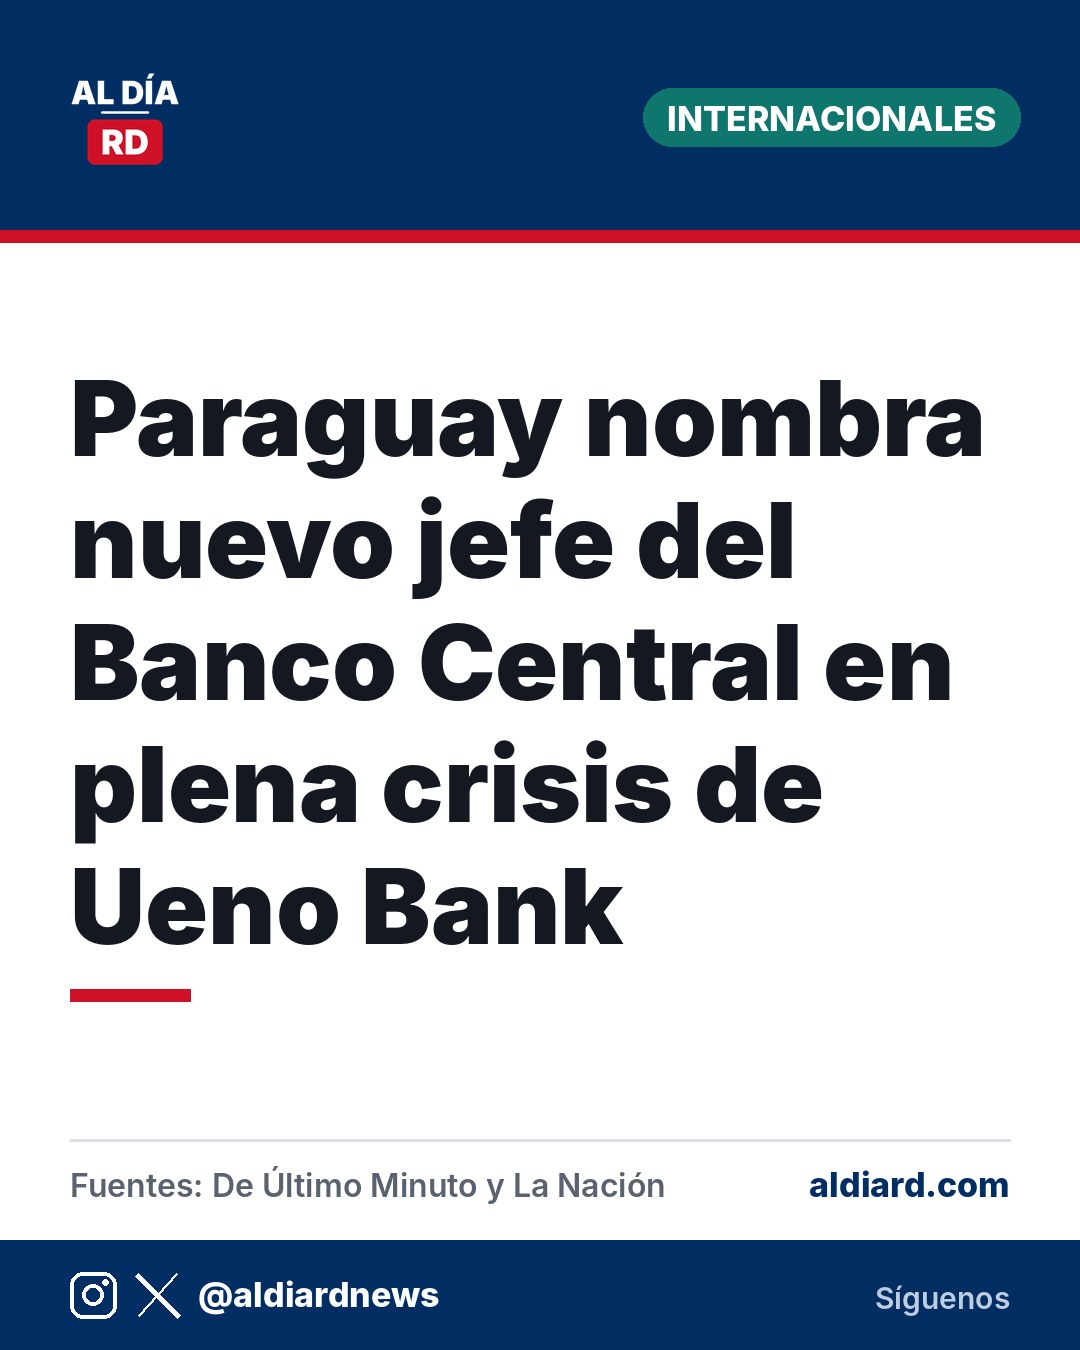 AL DÍA
RD
INTERNACIONALES
Paraguay nombra
nuevo jefe del
Banco Central en
plena crisis de
Ueno Bank
Fuentes: De Último Minuto y La Nación
aldiard.com
@aldiardnews
Síguenos